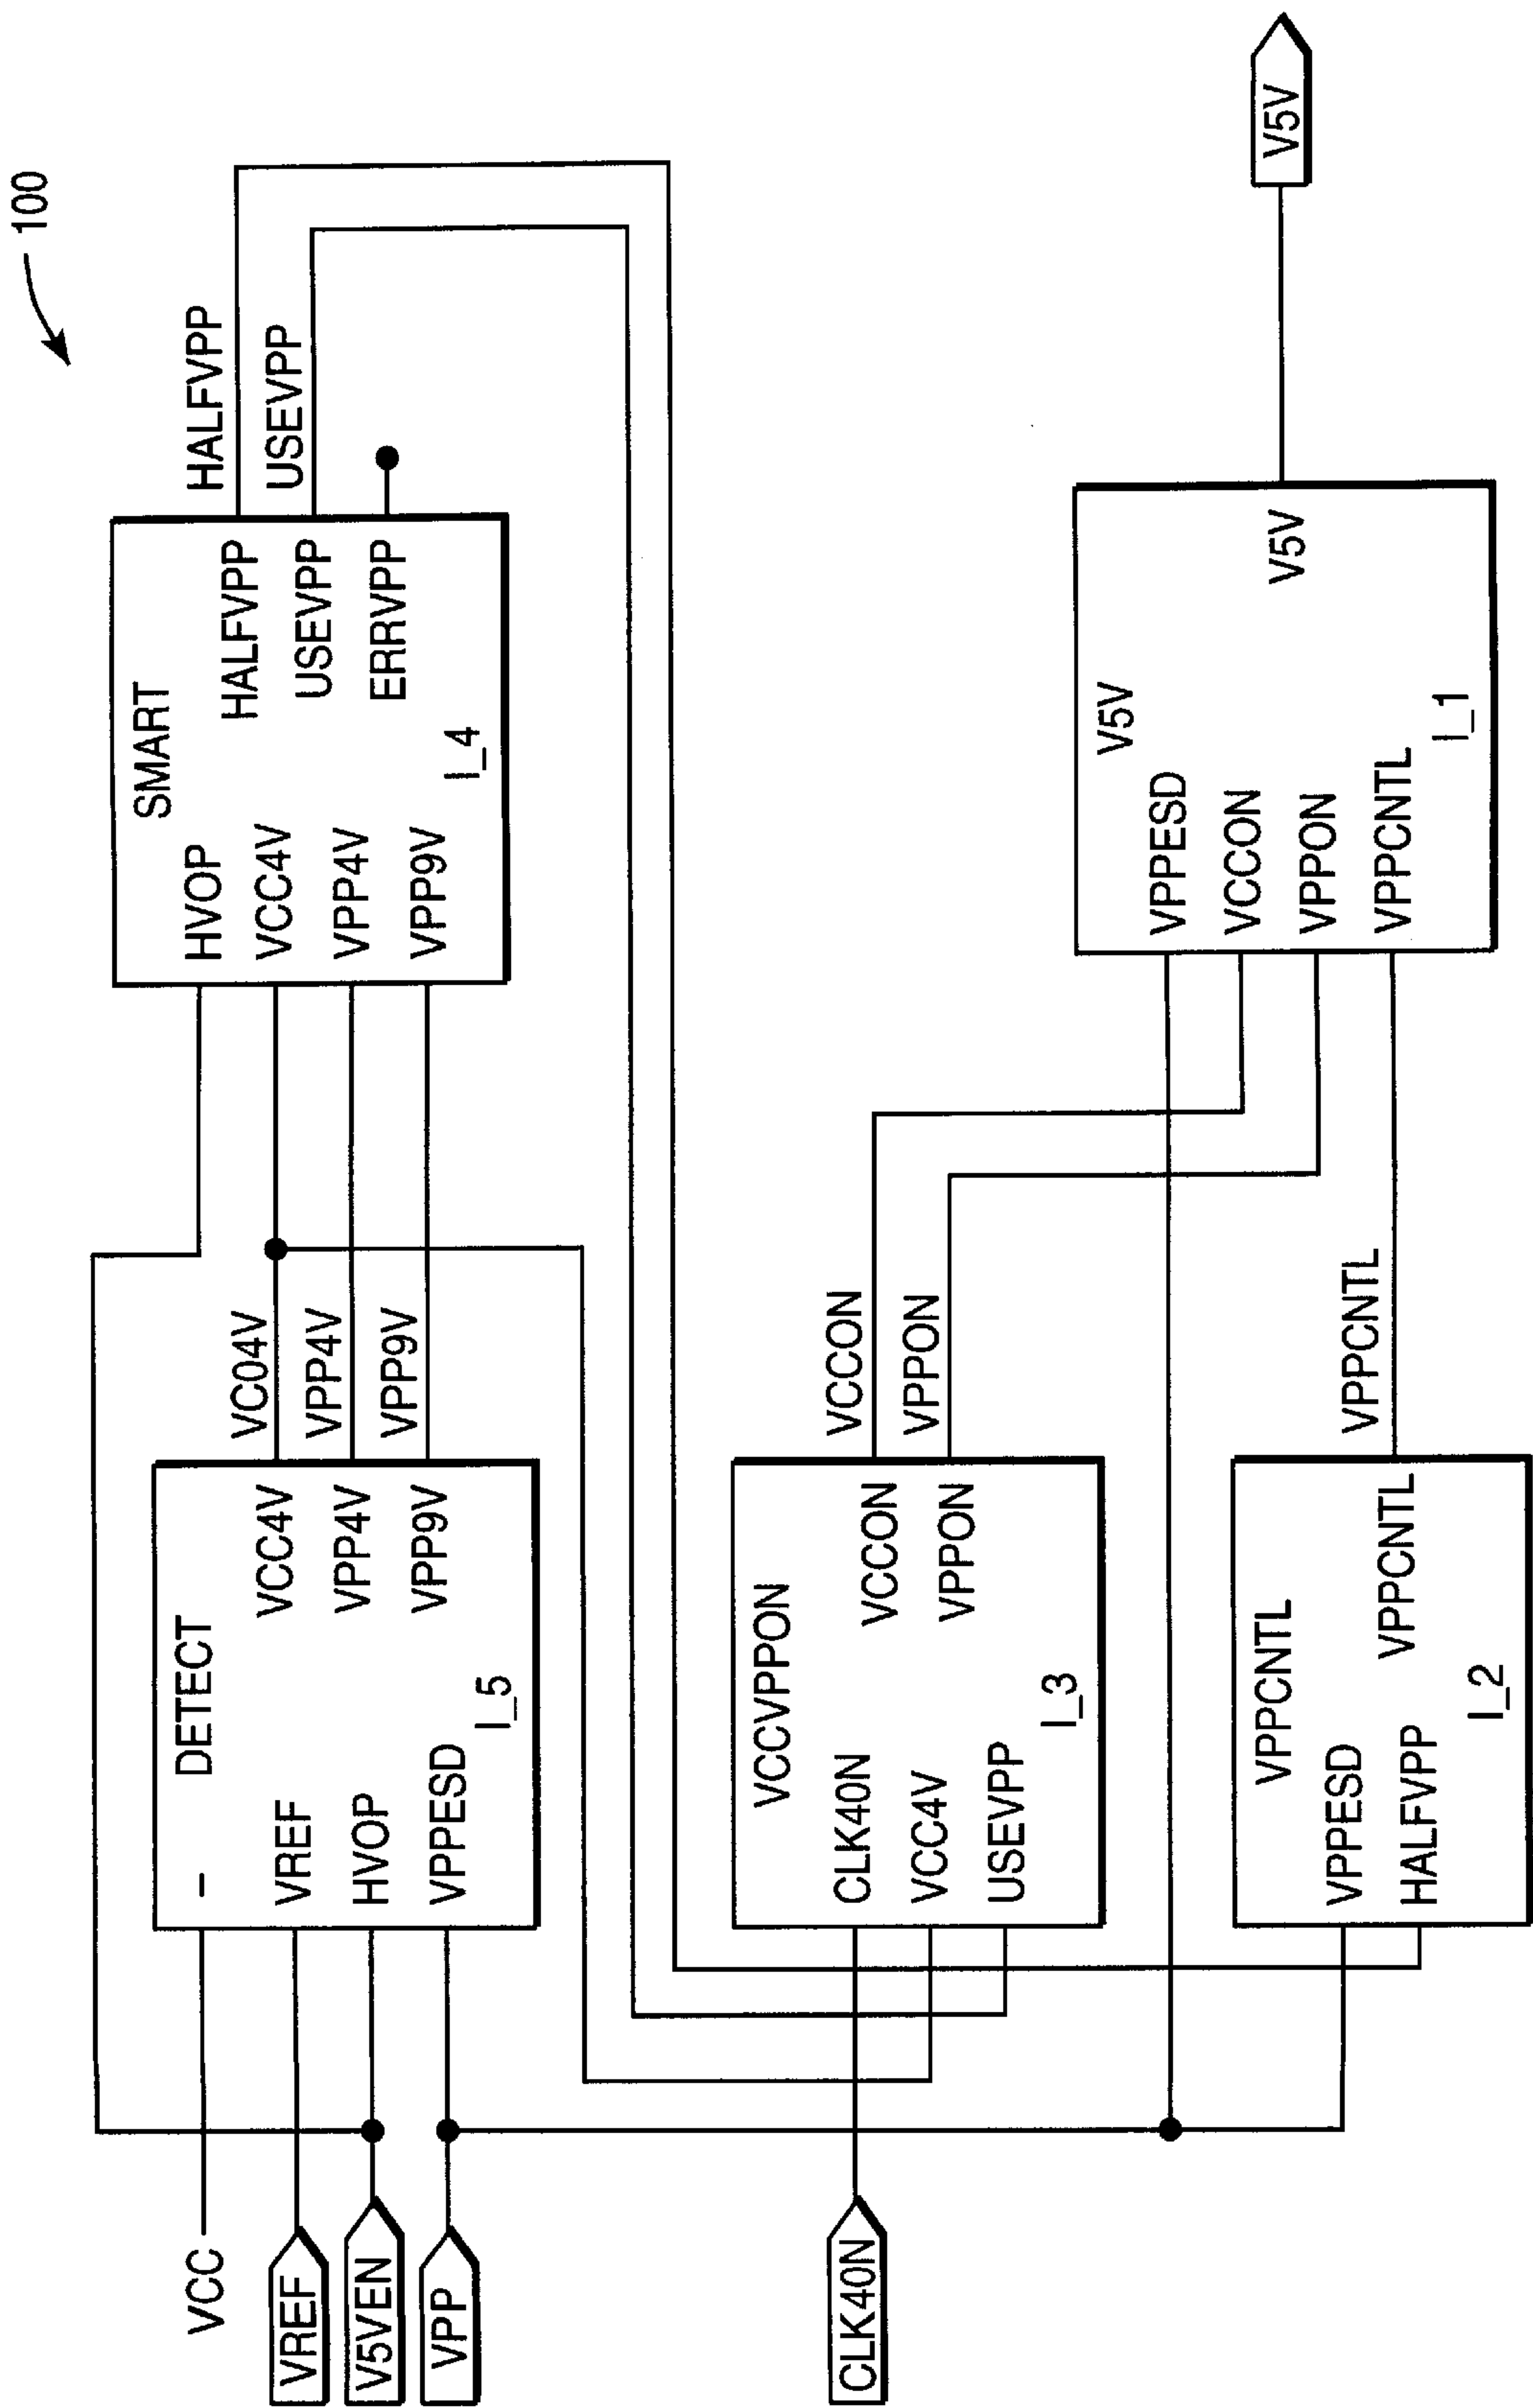 100
VCC
VREF
V5VEN
VPP
DETECT
–
VREF
HVOP
VPPESD
VCC4V
VPP4V
VPP9V
I_5
VC04V
VPP4V
VPP9V
SMART
HVOP
VCC4V
VPP4V
VPP9V
HALFVPP
USEVPP
ERRVPP
I_4
HALFVPP
USEVPP
CLK40N
VCCVPPON
CLK40N
VCC4V
USEVPP
VCCON
VPPON
I_3
VCCON
VPPON
VPPCNTL
VPPESD
HALFVPP
VPPCNTL
I_2
VPPCNTL
V5V
VPPESD
VCCON
VPPON
VPPCNTL
V5V
I_1
V5V